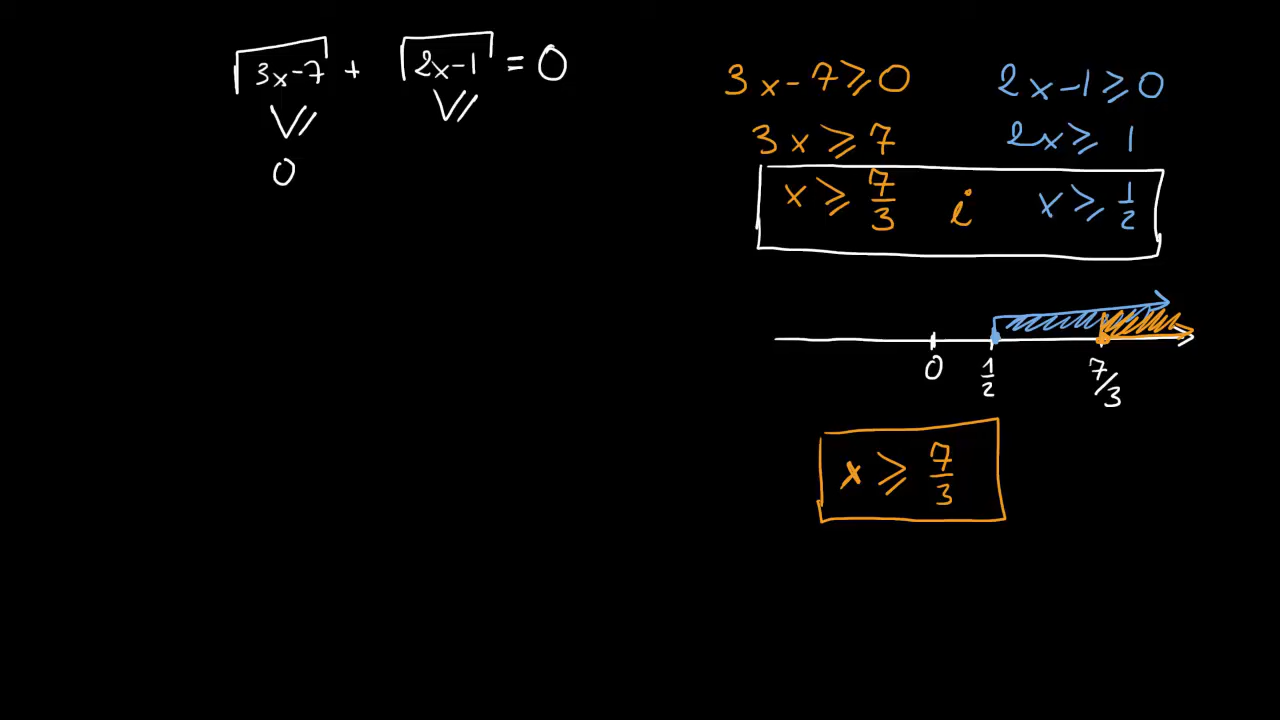 √(3x-7) + √(2x-1) = 0
⩾ ⩾
0
3x-7⩾0 2x-1⩾0
3x⩾7 2x⩾1
x⩾7/3 i x⩾1/2
0 1/2 7/3
x⩾7/3